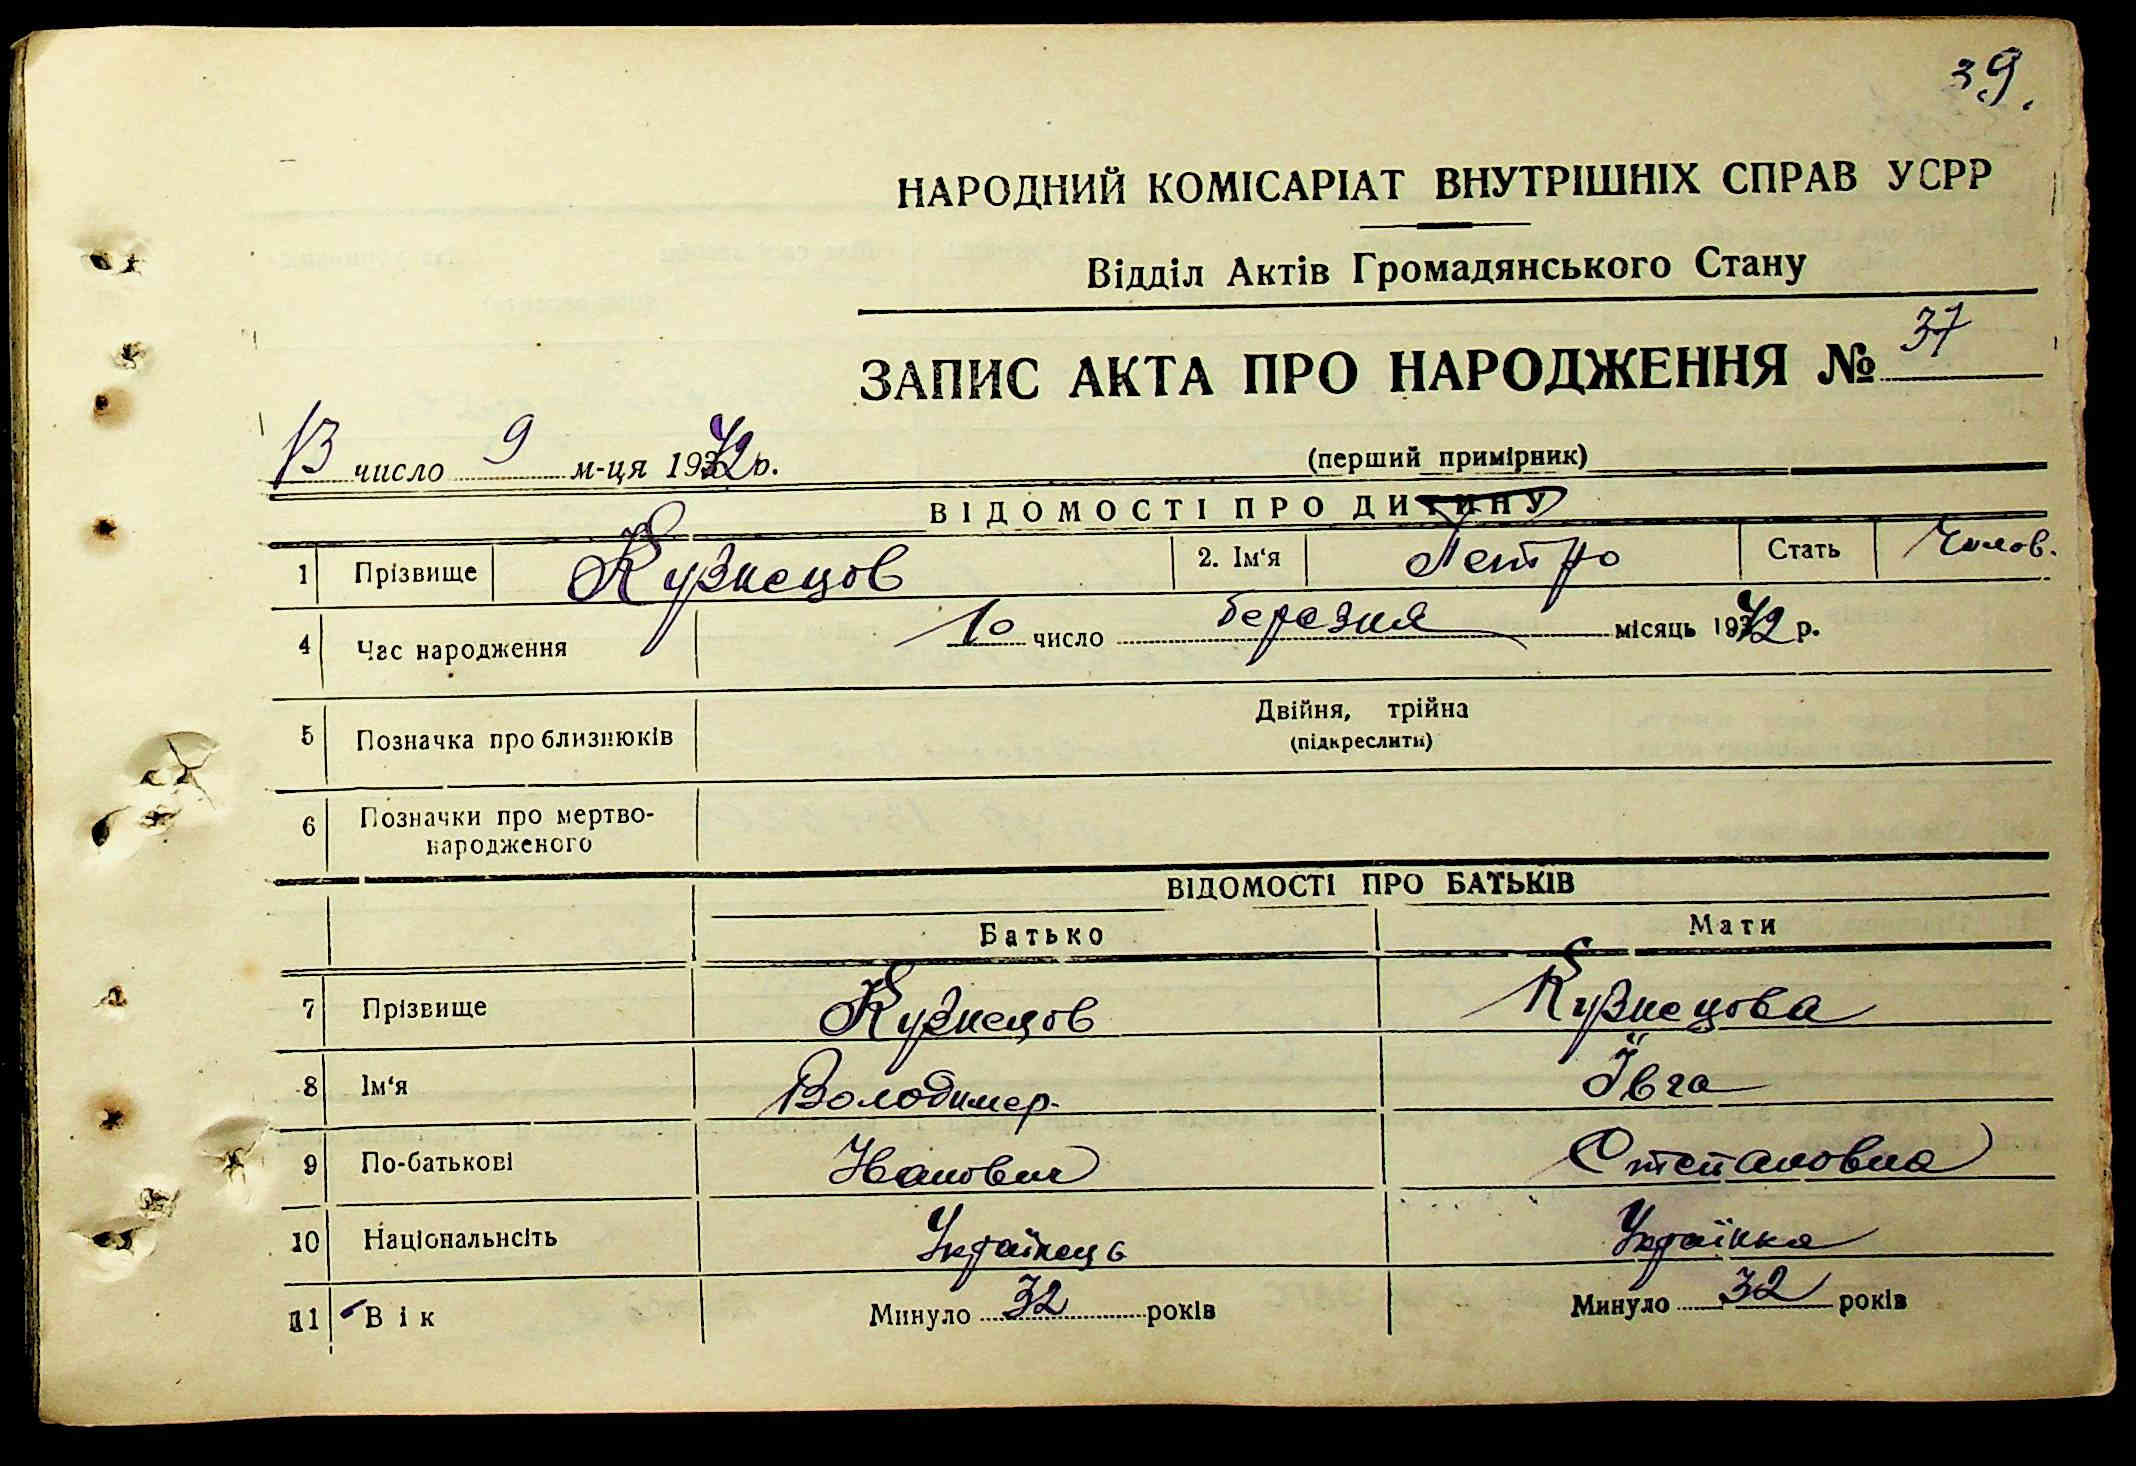 39.
НАРОДНИЙ КОМІСАРІАТ ВНУТРІШНІХ СПРАВ УСРР
Відділ Актів Громадянського Стану
ЗАПИС АКТА ПРО НАРОДЖЕННЯ № 37
13 число 9 м-ця 1942 р.
(перший примірник)
ВІДОМОСТІ ПРО ДИТИНУ
1 Прізвище Кузнецов 2. Ім‘я Петро Стать Чолов.
4 Час народження 10 число березня місяць 1942 р.
5 Позначка про близнюків Двійня, трійна
(підкреслити)
6 Позначки про мертво-
народженого
ВІДОМОСТІ ПРО БАТЬКІВ
Батько Мати
7 Прізвище Кузнецов Кузнецова
8 Ім‘я Володимер. Ївга
9 По-батькові Степановна
10 Національнсіть Українець Українка
11 Вік Минуло 32 років Минуло 32 років